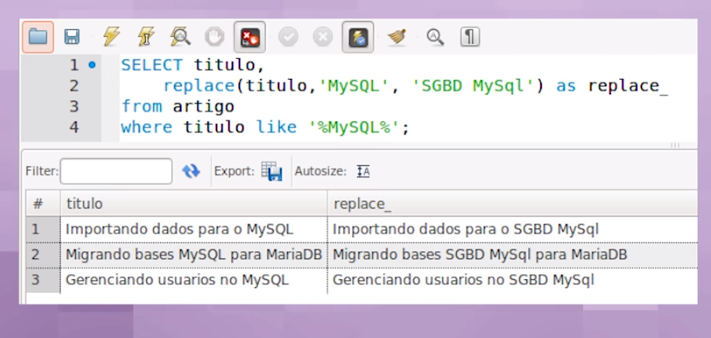 1 SELECT titulo,
2 replace(titulo,'MySQL', 'SGBD MySql') as replace_
3 from artigo
4 where titulo like '%MySQL%';
Filter: Export: Autosize:
# titulo replace_
1 Importando dados para o MySQL Importando dados para o SGBD MySql
2 Migrando bases MySQL para MariaDB Migrando bases SGBD MySql para MariaDB
3 Gerenciando usuarios no MySQL Gerenciando usuarios no SGBD MySql